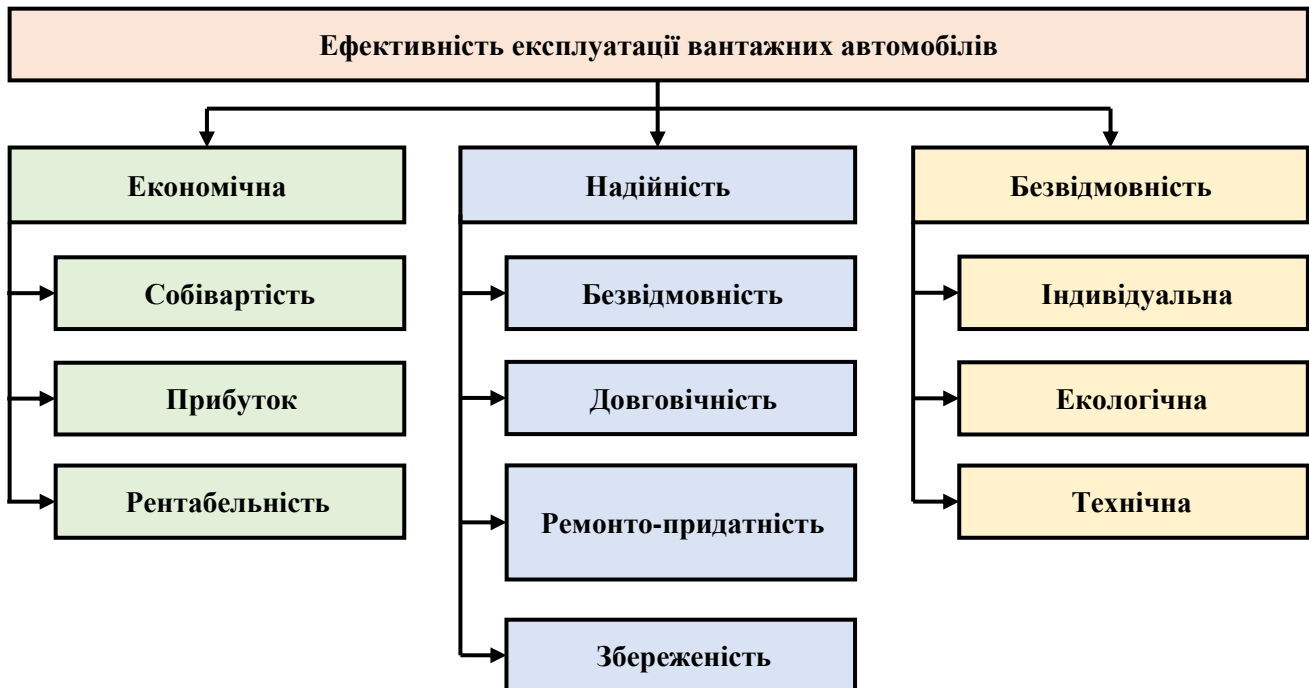 Ефективність експлуатації вантажних автомобілів
Економічна
Собівартість
Прибуток
Рентабельність
Надійність
Безвідмовність
Довговічність
Ремонто-придатність
Збереженість
Безвідмовність
Індивідуальна
Екологічна
Технічна